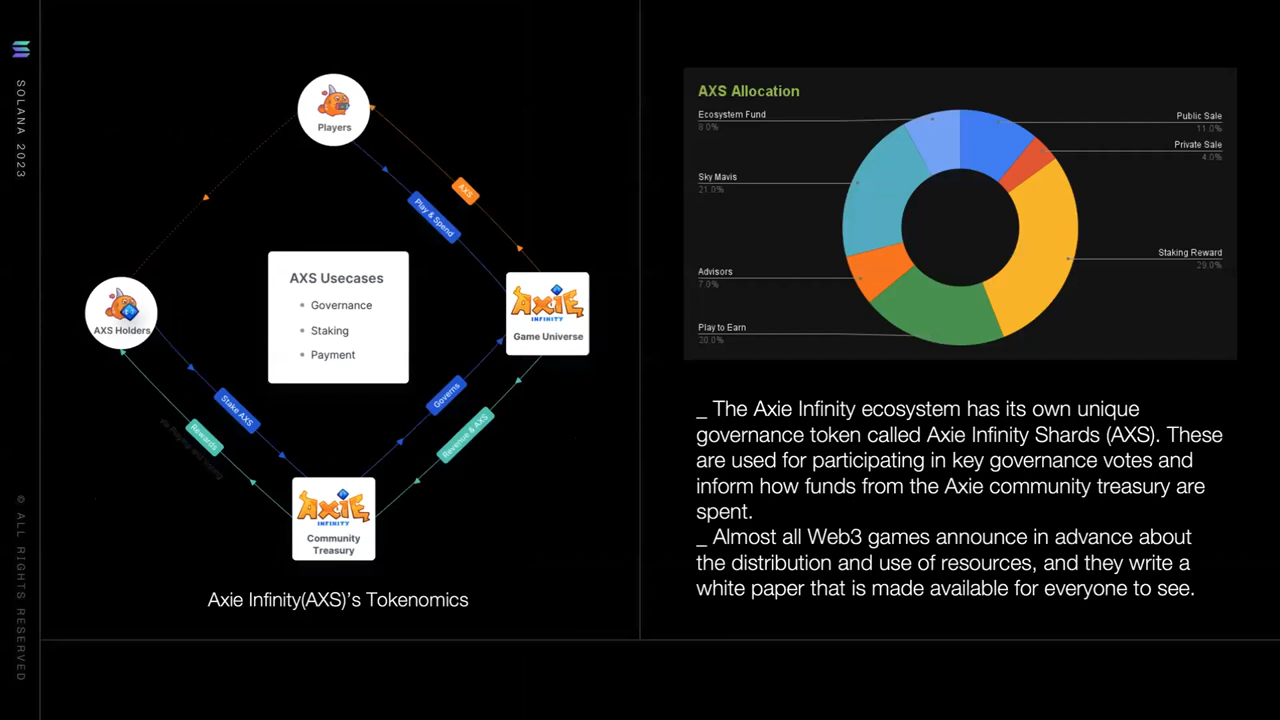 SOLANA 2023
© ALL RIGHTS RESERVED
Players
AXS
Play & Spend
AXS Usecases
Governance
Staking
Payment
AXS Holders
AXIE
INFINITY
Game Universe
Stake AXS
Governs
Rewards
Revenue & AXS
AXIE
INFINITY
Community
Treasury
Axie Infinity(AXS)'s Tokenomics
AXS Allocation
Ecosystem Fund
8.0%
Public Sale
11.0%
Private Sale
4.0%
Sky Mavis
21.0%
Staking Reward
29.0%
Advisors
7.0%
Play to Earn
20.0%
_ The Axie Infinity ecosystem has its own unique
governance token called Axie Infinity Shards (AXS). These
are used for participating in key governance votes and
inform how funds from the Axie community treasury are
spent.
_ Almost all Web3 games announce in advance about
the distribution and use of resources, and they write a
white paper that is made available for everyone to see.